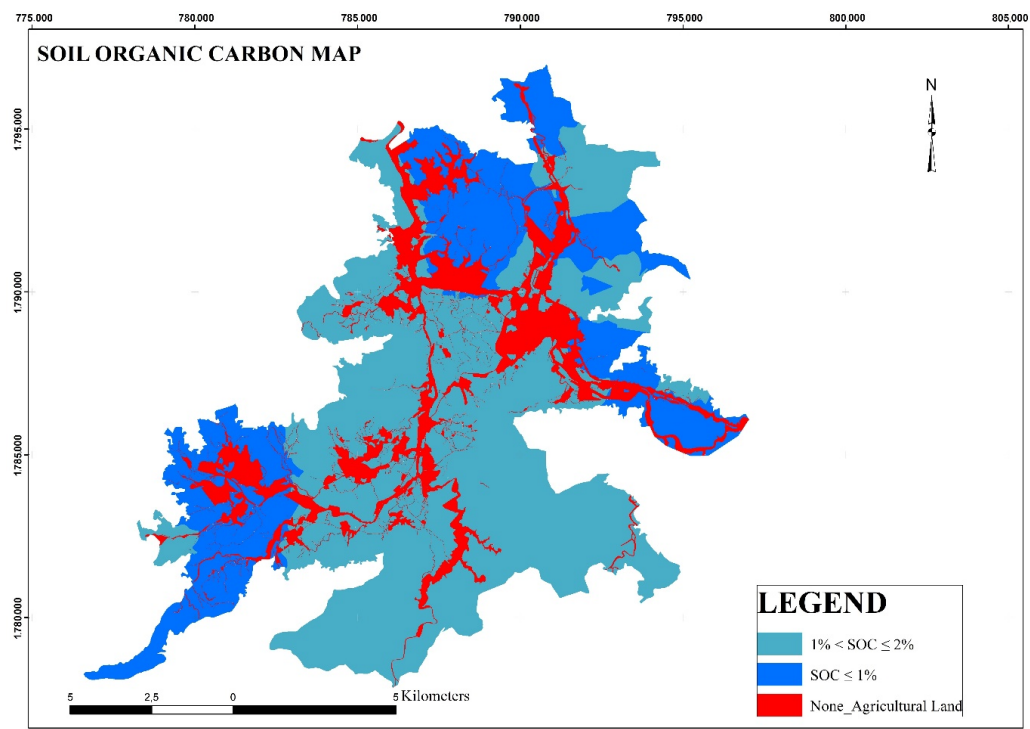 775.000 780.000 785.000 790.000 795.000 800.000 805.000
SOIL ORGANIC CARBON MAP
N
1795.000
1790.000
1785.000
1780.000
LEGEND
1% < SOC ≤ 2%
SOC ≤ 1%
None_Agricultural Land
5 2,5 0 5 Kilometers